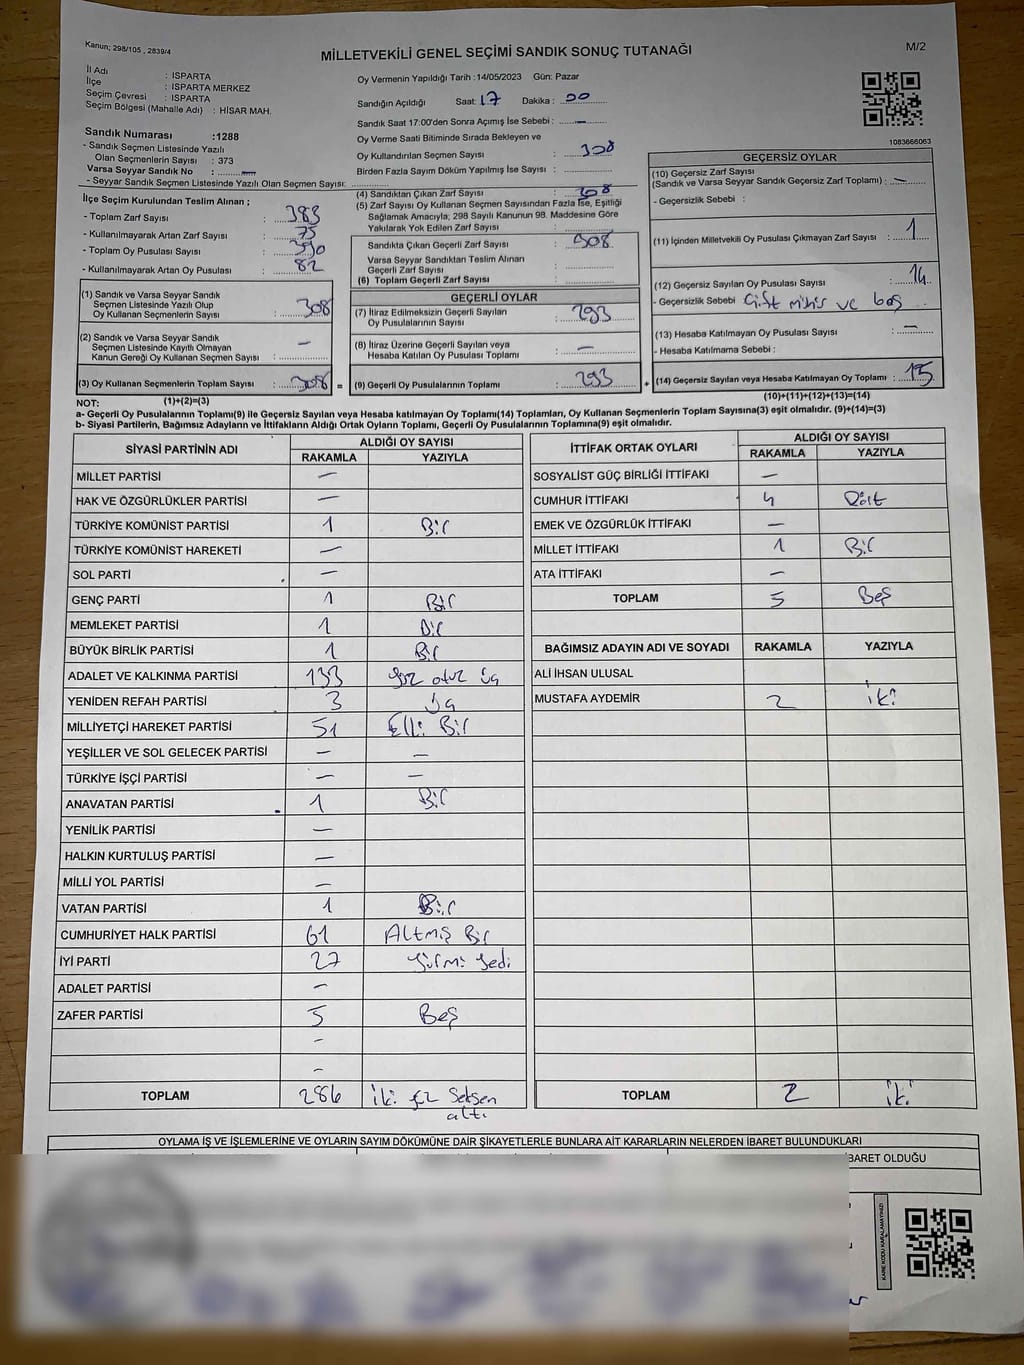 Kanun; 298/105 , 2839/4
MİLLETVEKİLİ GENEL SEÇİMİ SANDIK SONUÇ TUTANAĞI
M/2
İl Adı : ISPARTA
İlçe : ISPARTA MERKEZ
Seçim Çevresi : ISPARTA
Seçim Bölgesi (Mahalle Adı) : HİSAR MAH.
Sandık Numarası :1288
- Sandık Seçmen Listesinde Yazılı
Olan Seçmenlerin Sayısı : 373
Varsa Seyyar Sandık No : —
- Seyyar Sandık Seçmen Listesinde Yazılı Olan Seçmen Sayısı:
Oy Vermenin Yapıldığı Tarih :14/05/2023 Gün: Pazar
Sandığın Açıldığı Saat: 17 Dakika : 00
Sandık Saat 17:00'den Sonra Açımış İse Sebebi : —
Oy Verme Saati Bitiminde Sırada Bekleyen ve
Oy Kullandırılan Seçmen Sayısı : 308
Birden Fazla Sayım Döküm Yapılmış İse Sayısı :
(4) Sandıktan Çıkan Zarf Sayısı : 308
(5) Zarf Sayısı Oy Kullanan Seçmen Sayısından Fazla İse, Eşitliği
Sağlamak Amacıyla; 298 Sayılı Kanunun 98. Maddesine Göre
Yakılarak Yok Edilen Zarf Sayısı :
1083666063
İlçe Seçim Kurulundan Teslim Alınan ;
- Toplam Zarf Sayısı : 383
- Kullanılmayarak Artan Zarf Sayısı : 75
- Toplam Oy Pusulası Sayısı : 390
- Kullanılmayarak Artan Oy Pusulası : 82
(1) Sandık ve Varsa Seyyar Sandık
Seçmen Listesinde Yazılı Olup
Oy Kullanan Seçmenlerin Sayısı : 308
(2) Sandık ve Varsa Seyyar Sandık
Seçmen Listesinde Kayıtlı Olmayan
Kanun Gereği Oy Kullanan Seçmen Sayısı : —
(3) Oy Kullanan Seçmenlerin Toplam Sayısı : 308 =
(1)+(2)=(3)
Sandıkta Çıkan Geçerli Zarf Sayısı : 308
Varsa Seyyar Sandıktan Teslim Alınan
Geçerli Zarf Sayısı :
(6) Toplam Geçerli Zarf Sayısı :
GEÇERLİ OYLAR
(7) İtiraz Edilmeksizin Geçerli Sayılan
Oy Pusulalarının Sayısı : 293
(8) İtiraz Üzerine Geçerli Sayılan veya
Hesaba Katılan Oy Pusulası Toplamı : —
(9) Geçerli Oy Pusulalarının Toplamı : 293 +
GEÇERSİZ OYLAR
(10) Geçersiz Zarf Sayısı
(Sandık ve Varsa Seyyar Sandık Geçersiz Zarf Toplamı) : —
- Geçersizlik Sebebi :
(11) İçinden Milletvekili Oy Pusulası Çıkmayan Zarf Sayısı : 1
(12) Geçersiz Sayılan Oy Pusulası Sayısı : 14
- Geçersizlik Sebebi Çift mühür ve boş
(13) Hesaba Katılmayan Oy Pusulası Sayısı : —
- Hesaba Katılmama Sebebi :
(14) Geçersiz Sayılan veya Hesaba Katılmayan Oy Toplamı : 15
(10)+(11)+(12)+(13)=(14)
NOT:
a- Geçerli Oy Pusulalarının Toplamı(9) ile Geçersiz Sayılan veya Hesaba katılmayan Oy Toplamı(14) Toplamları, Oy Kullanan Seçmenlerin Toplam Sayısına(3) eşit olmalıdır. (9)+(14)=(3)
b- Siyasi Partilerin, Bağımsız Adayların ve İttifakların Aldığı Ortak Oyların Toplamı, Geçerli Oy Pusulalarının Toplamına(9) eşit olmalıdır.
SİYASİ PARTİNİN ADI ALDIĞI OY SAYISI
RAKAMLA YAZIYLA
MİLLET PARTİSİ —
HAK VE ÖZGÜRLÜKLER PARTİSİ —
TÜRKİYE KOMÜNİST PARTİSİ 1 Bir
TÜRKİYE KOMÜNİST HAREKETİ —
SOL PARTİ —
GENÇ PARTİ 1 Bir
MEMLEKET PARTİSİ 1 Bir
BÜYÜK BİRLİK PARTİSİ 1 Bir
ADALET VE KALKINMA PARTİSİ 133 yüz otuz üç
YENİDEN REFAH PARTİSİ 3 üç
MİLLİYETÇİ HAREKET PARTİSİ 51 Elli Bir
YEŞİLLER VE SOL GELECEK PARTİSİ — —
TÜRKİYE İŞÇİ PARTİSİ — —
ANAVATAN PARTİSİ 1 Bir
YENİLİK PARTİSİ —
HALKIN KURTULUŞ PARTİSİ —
MİLLİ YOL PARTİSİ —
VATAN PARTİSİ 1 Bir
CUMHURİYET HALK PARTİSİ 61 Altmış Bir
İYİ PARTİ 27 Yirmi Yedi
ADALET PARTİSİ —
ZAFER PARTİSİ 5 Beş
–
–
TOPLAM 286 iki yüz Seksen
altı
İTTİFAK ORTAK OYLARI ALDIĞI OY SAYISI
RAKAMLA YAZIYLA
SOSYALİST GÜÇ BİRLİĞİ İTTİFAKI —
CUMHUR İTTİFAKI 4 Dört
EMEK VE ÖZGÜRLÜK İTTİFAKI —
MİLLET İTTİFAKI 1 Bir
ATA İTTİFAKI —
TOPLAM 5 Beş
BAĞIMSIZ ADAYIN ADI VE SOYADI RAKAMLA YAZIYLA
ALİ İHSAN ULUSAL
MUSTAFA AYDEMİR 2 iki
TOPLAM 2 iki
OYLAMA İŞ VE İŞLEMLERİNE VE OYLARIN SAYIM DÖKÜMÜNE DAİR ŞİKAYETLERLE BUNLARA AİT KARARLARIN NELERDEN İBARET BULUNDUKLARI
BARET OLDUĞU
KARE KODU KARALAMAYINIZ!